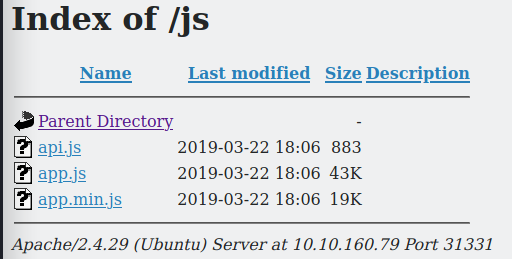 Index of /js
Name Last modified Size Description
Parent Directory -
api.js 2019-03-22 18:06 883
app.js 2019-03-22 18:06 43K
app.min.js 2019-03-22 18:06 19K
Apache/2.4.29 (Ubuntu) Server at 10.10.160.79 Port 31331